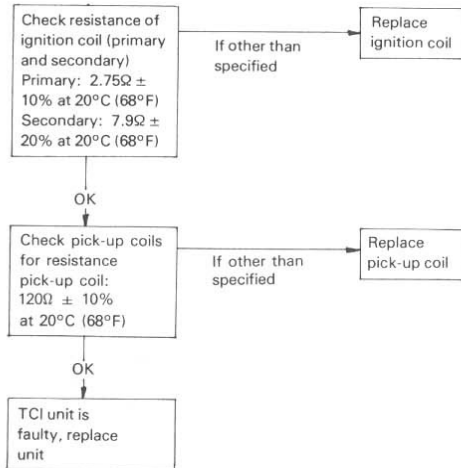 Check resistance of
ignition coil (primary
and secondary)
Primary: 2.75Ω ±
10% at 20°C (68°F)
Secondary: 7.9Ω ±
20% at 20°C (68°F)
If other than
specified
Replace
ignition coil
OK
Check pick-up coils
for resistance
pick-up coil:
120Ω ± 10%
at 20°C (68°F)
If other than
specified
Replace
pick-up coil
OK
TCI unit is
faulty, replace
unit